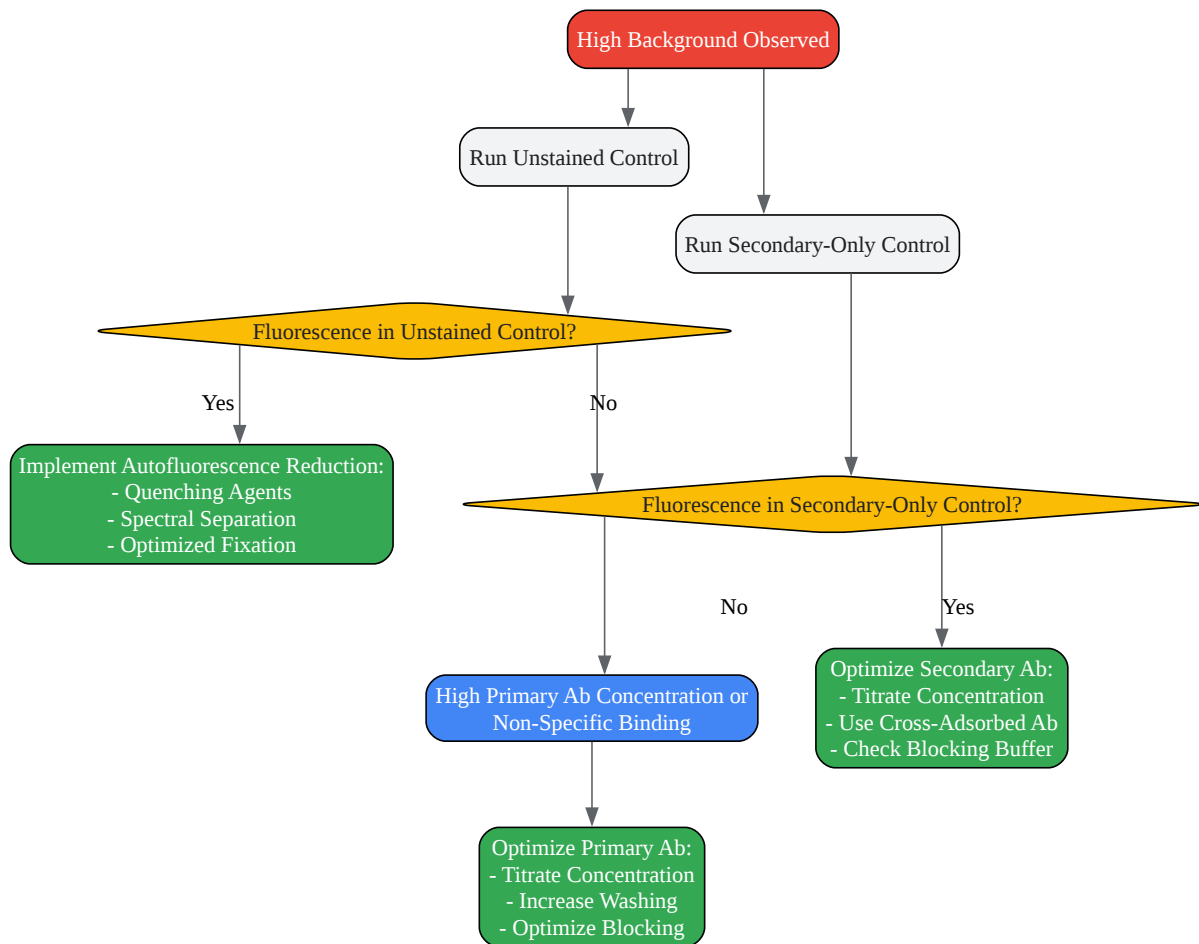 High Background Observed
Run Unstained Control
Run Secondary-Only Control
Fluorescence in Unstained Control?
Yes
No
Implement Autofluorescence Reduction:
- Quenching Agents
- Spectral Separation
- Optimized Fixation
Fluorescence in Secondary-Only Control?
No
Yes
High Primary Ab Concentration or
Non-Specific Binding
Optimize Secondary Ab:
- Titrate Concentration
- Use Cross-Adsorbed Ab
- Check Blocking Buffer
Optimize Primary Ab:
- Titrate Concentration
- Increase Washing
- Optimize Blocking